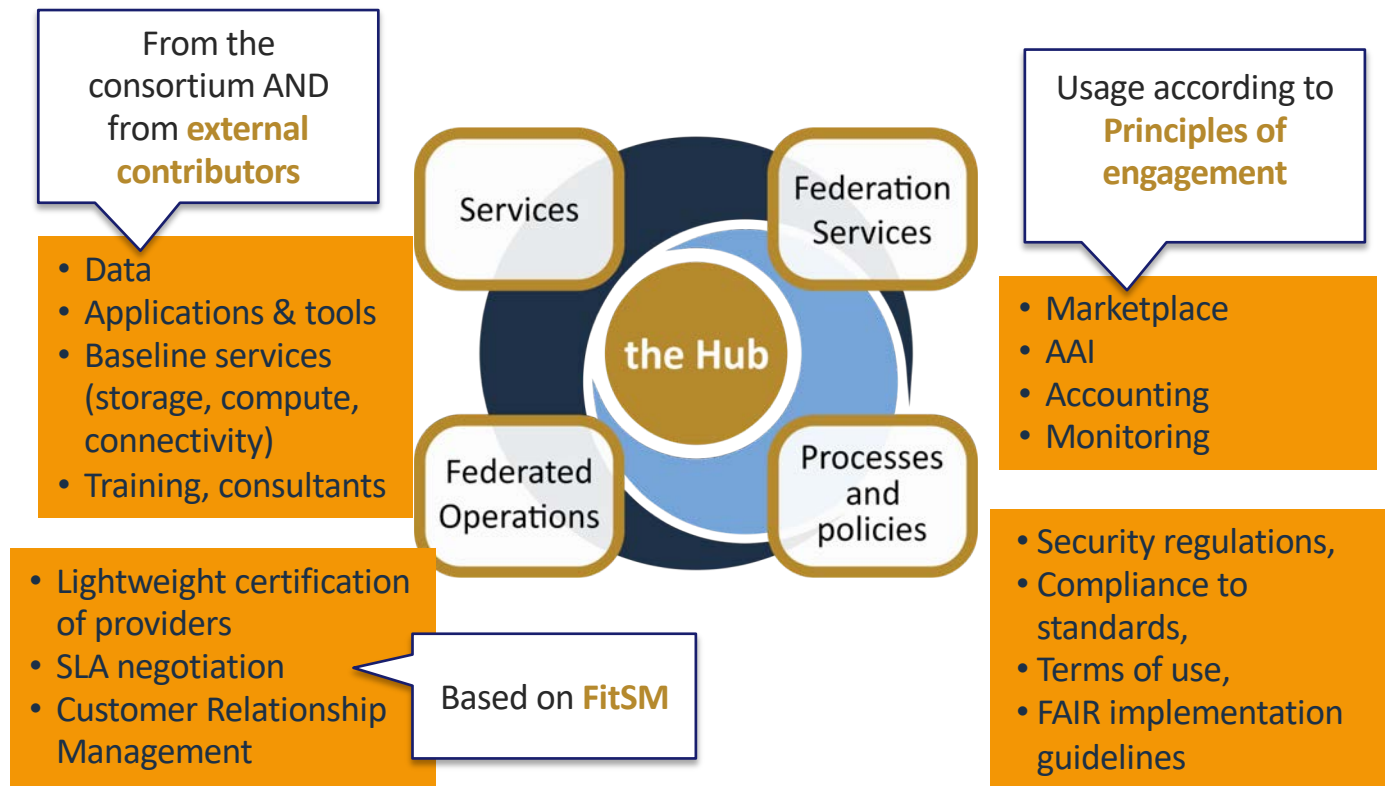 From the
consortium AND
from external
contributors
• Data
• Applications & tools
• Baseline services
(storage, compute,
connectivity)
• Training, consultants
Services
Federation
Services
the Hub
Federated
Operations
Processes
and
policies
Usage according to
Principles of
engagement
• Marketplace
• AAI
• Accounting
• Monitoring
• Lightweight certification
of providers
• SLA negotiation
• Customer Relationship
Management
Based on FitSM
• Security regulations,
• Compliance to
standards,
• Terms of use,
• FAIR implementation
guidelines